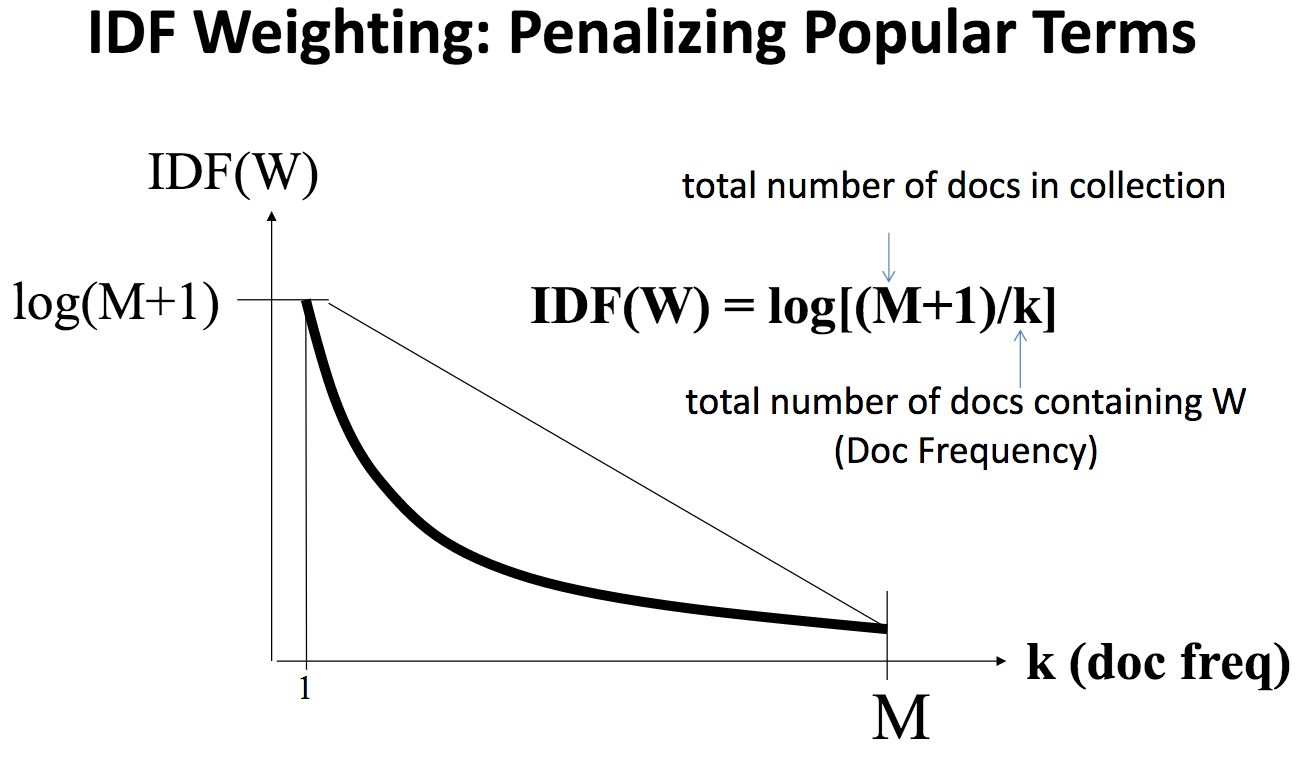 IDF Weighting: Penalizing Popular Terms
IDF(W)
total number of docs in collection
log(M+1)
IDF(W) = log[(M+1)/k]
total number of docs containing W
(Doc Frequency)
k (doc freq)
1
M